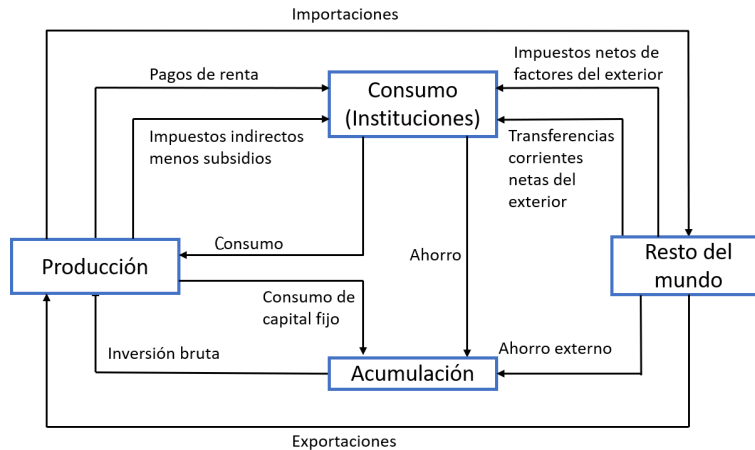 Importaciones
Pagos de renta
Consumo
(Instituciones)
Impuestos netos de
factores del exterior
Impuestos indirectos
menos subsidios
Transferencias
corrientes
netas del
exterior
Producción
Consumo
Ahorro
Resto del
mundo
Consumo de
capital fijo
Inversión bruta
Acumulación
Ahorro externo
Exportaciones